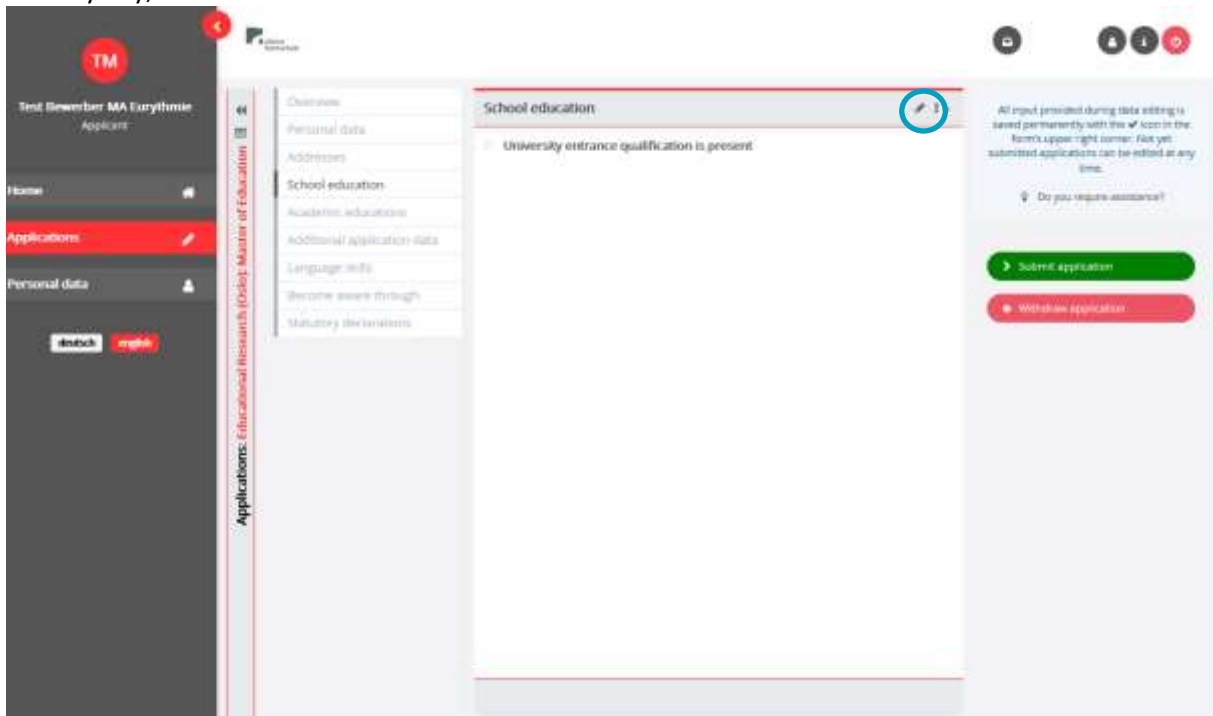 TM
Test Bewerber MA Eurythmie
Applicant
Home
Applications
Personal data
deutsch english
Applications: Educational Research (Oslo): Master of Education
Overview
Personal data
Addresses
School education
Academic educations
Additional application data
Language skills
Become aware through
Statutory declarations
School education
University entrance qualification is present
All input provided during data editing is
saved permanently with the ✔ icon in the
form's upper right corner. Not yet
submitted applications can be edited at any
time.
Do you require assistance?
Submit application
Withdraw application